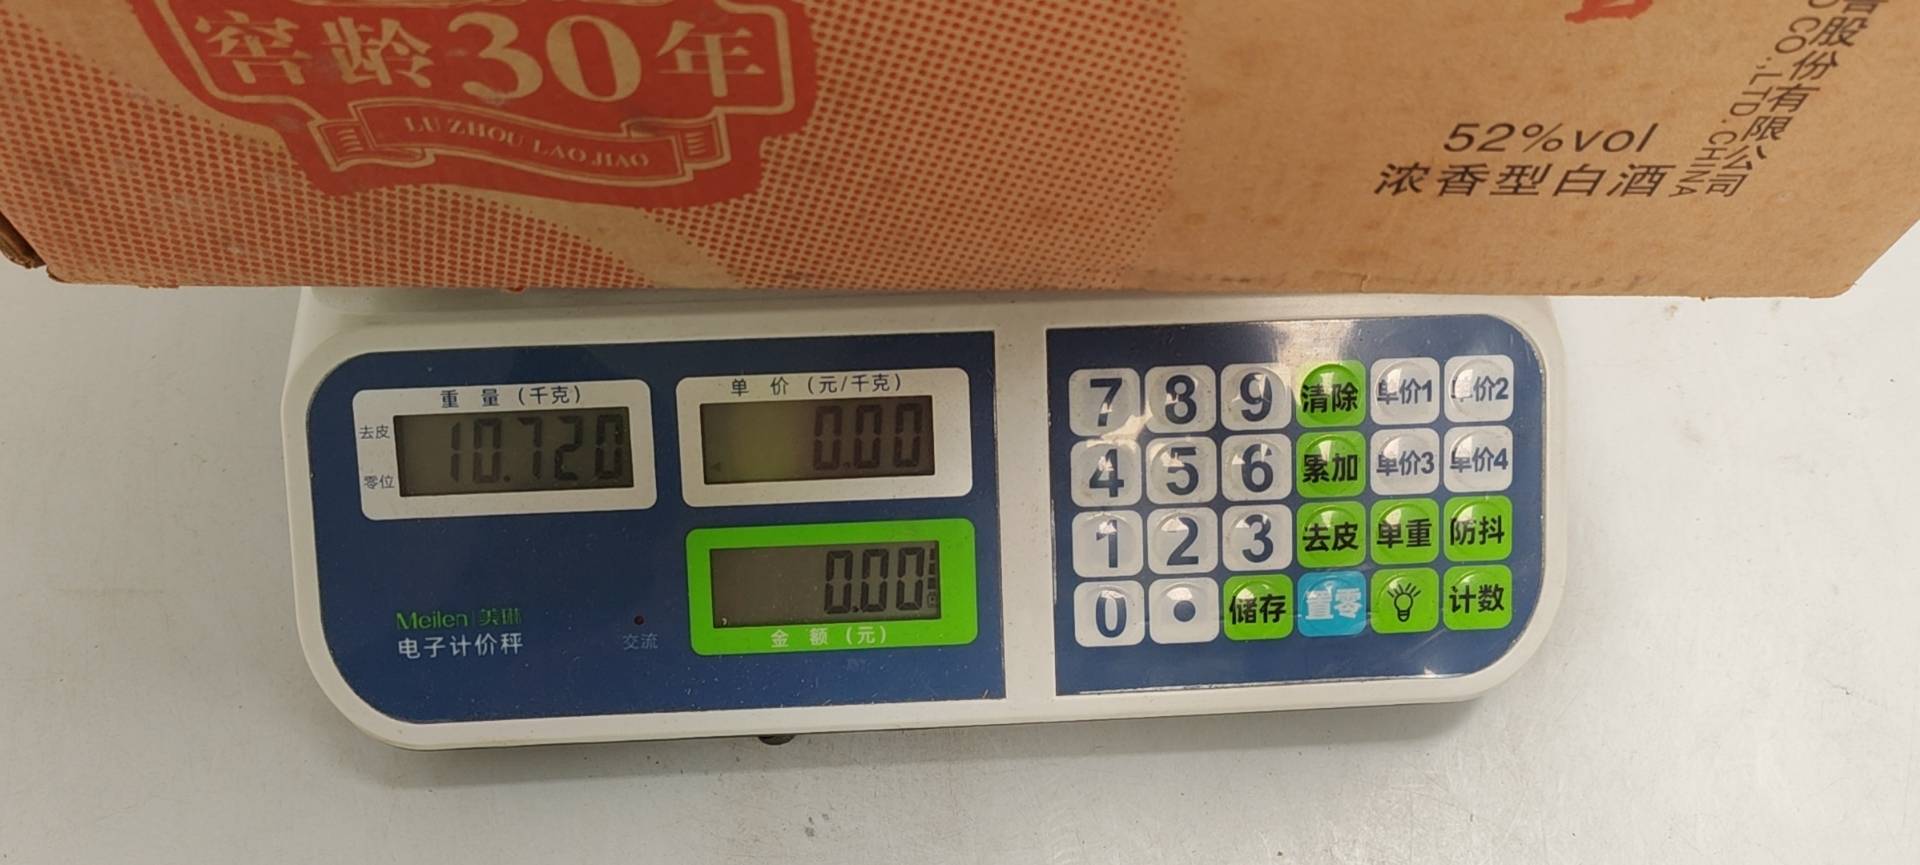 窖龄30年
LU ZHOU LAO JIAO
52%vol
浓香型白酒
股份有限公司
CO.,LTD.CHINA
重量(千克)
去皮
零位
10.720
单价(元/千克)
0.00
0.00
金额(元)
Meilen|美琳
电子计价秤
交流
7 8 9 清除 单价1 单价2
4 5 6 累加 单价3 单价4
1 2 3 去皮 单重 防抖
0 • 储存 置零 计数